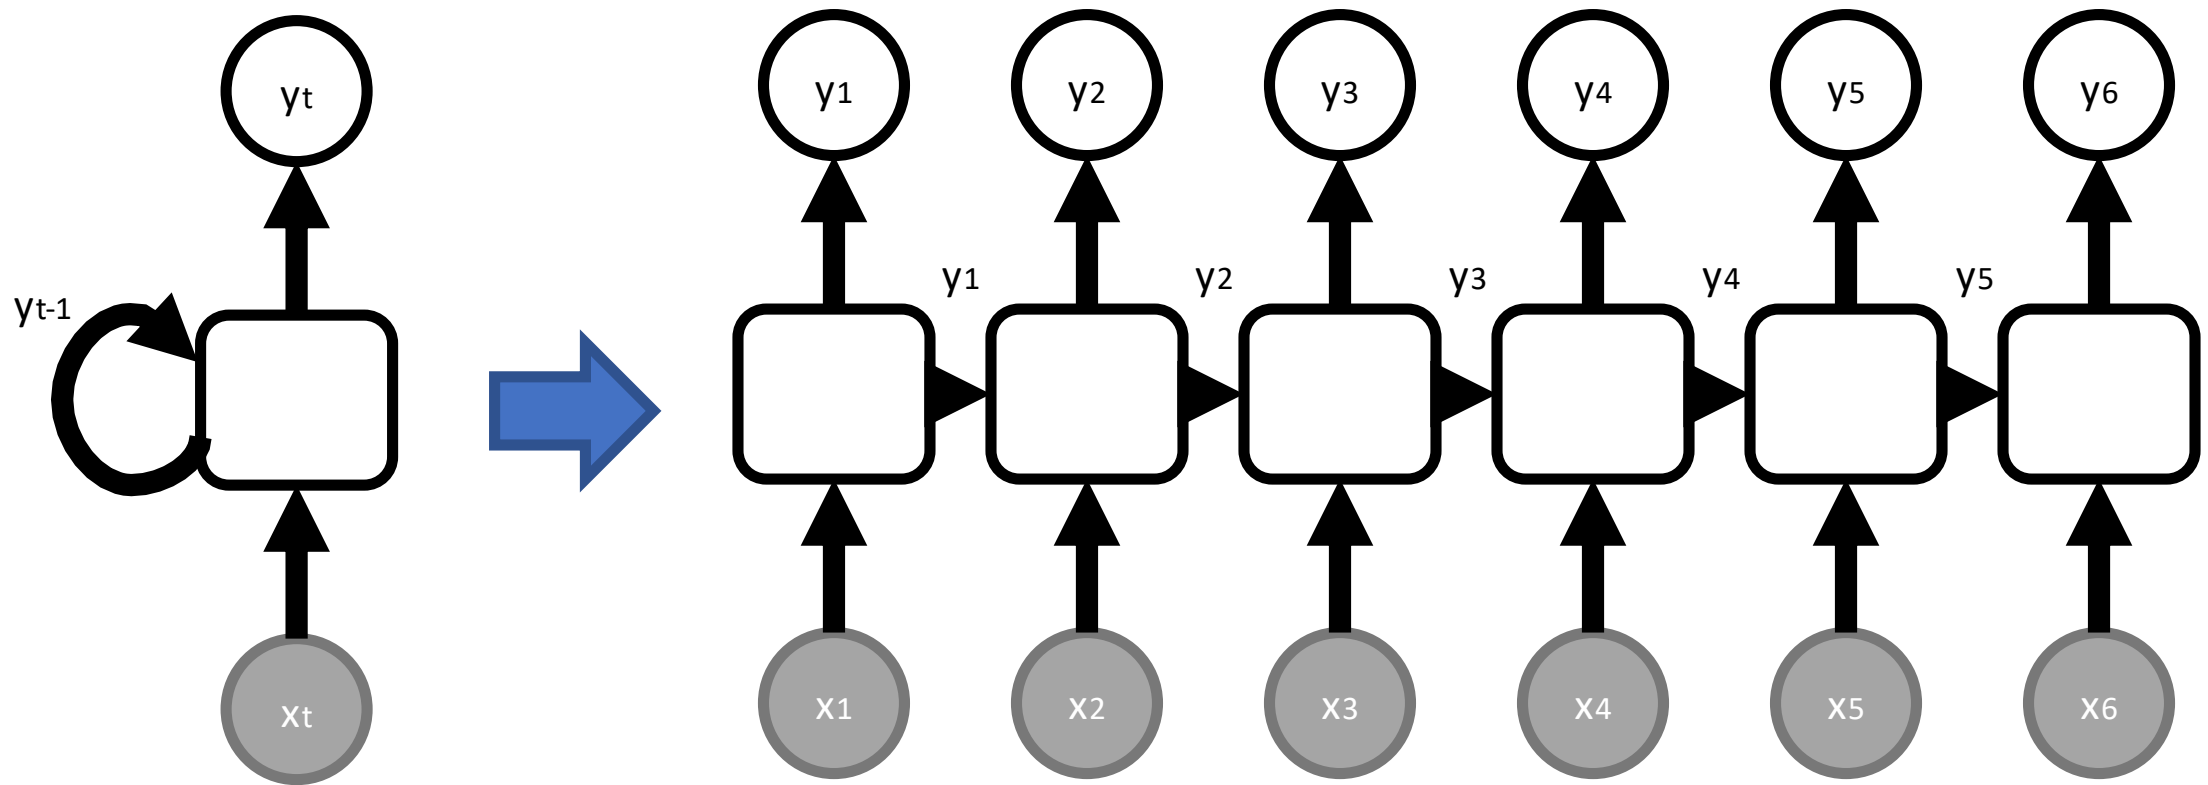 yt
y1 y2 y3 y4 y5 y6
yt-1
y1 y2 y3 y4 y5
xt
x1 x2 x3 x4 x5 x6